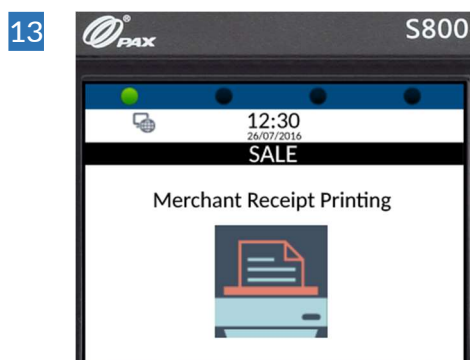 13
PAX®
S800
12:30
26/07/2016
SALE
Merchant Receipt Printing